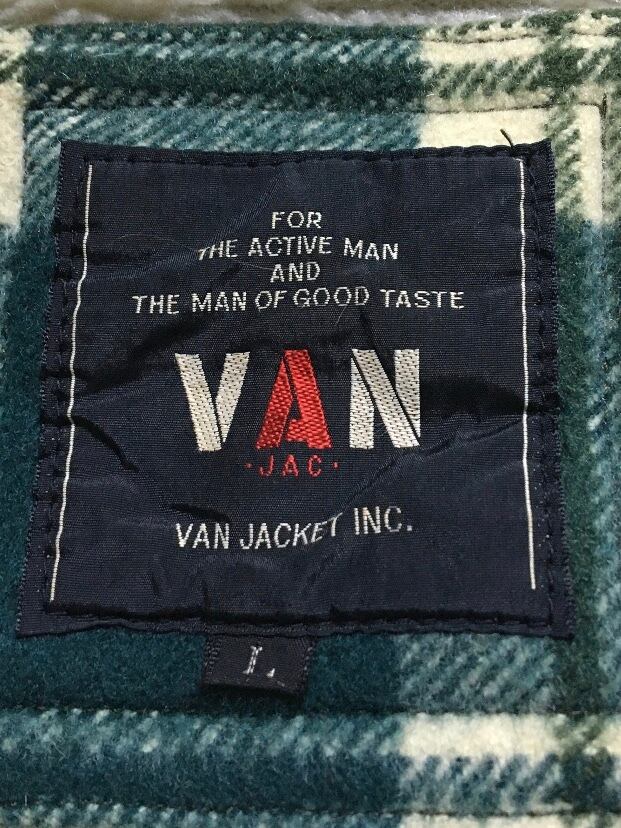 FOR
THE ACTIVE MAN
AND
THE MAN OF GOOD TASTE
VAN
·JAC·
VAN JACKET INC.
L